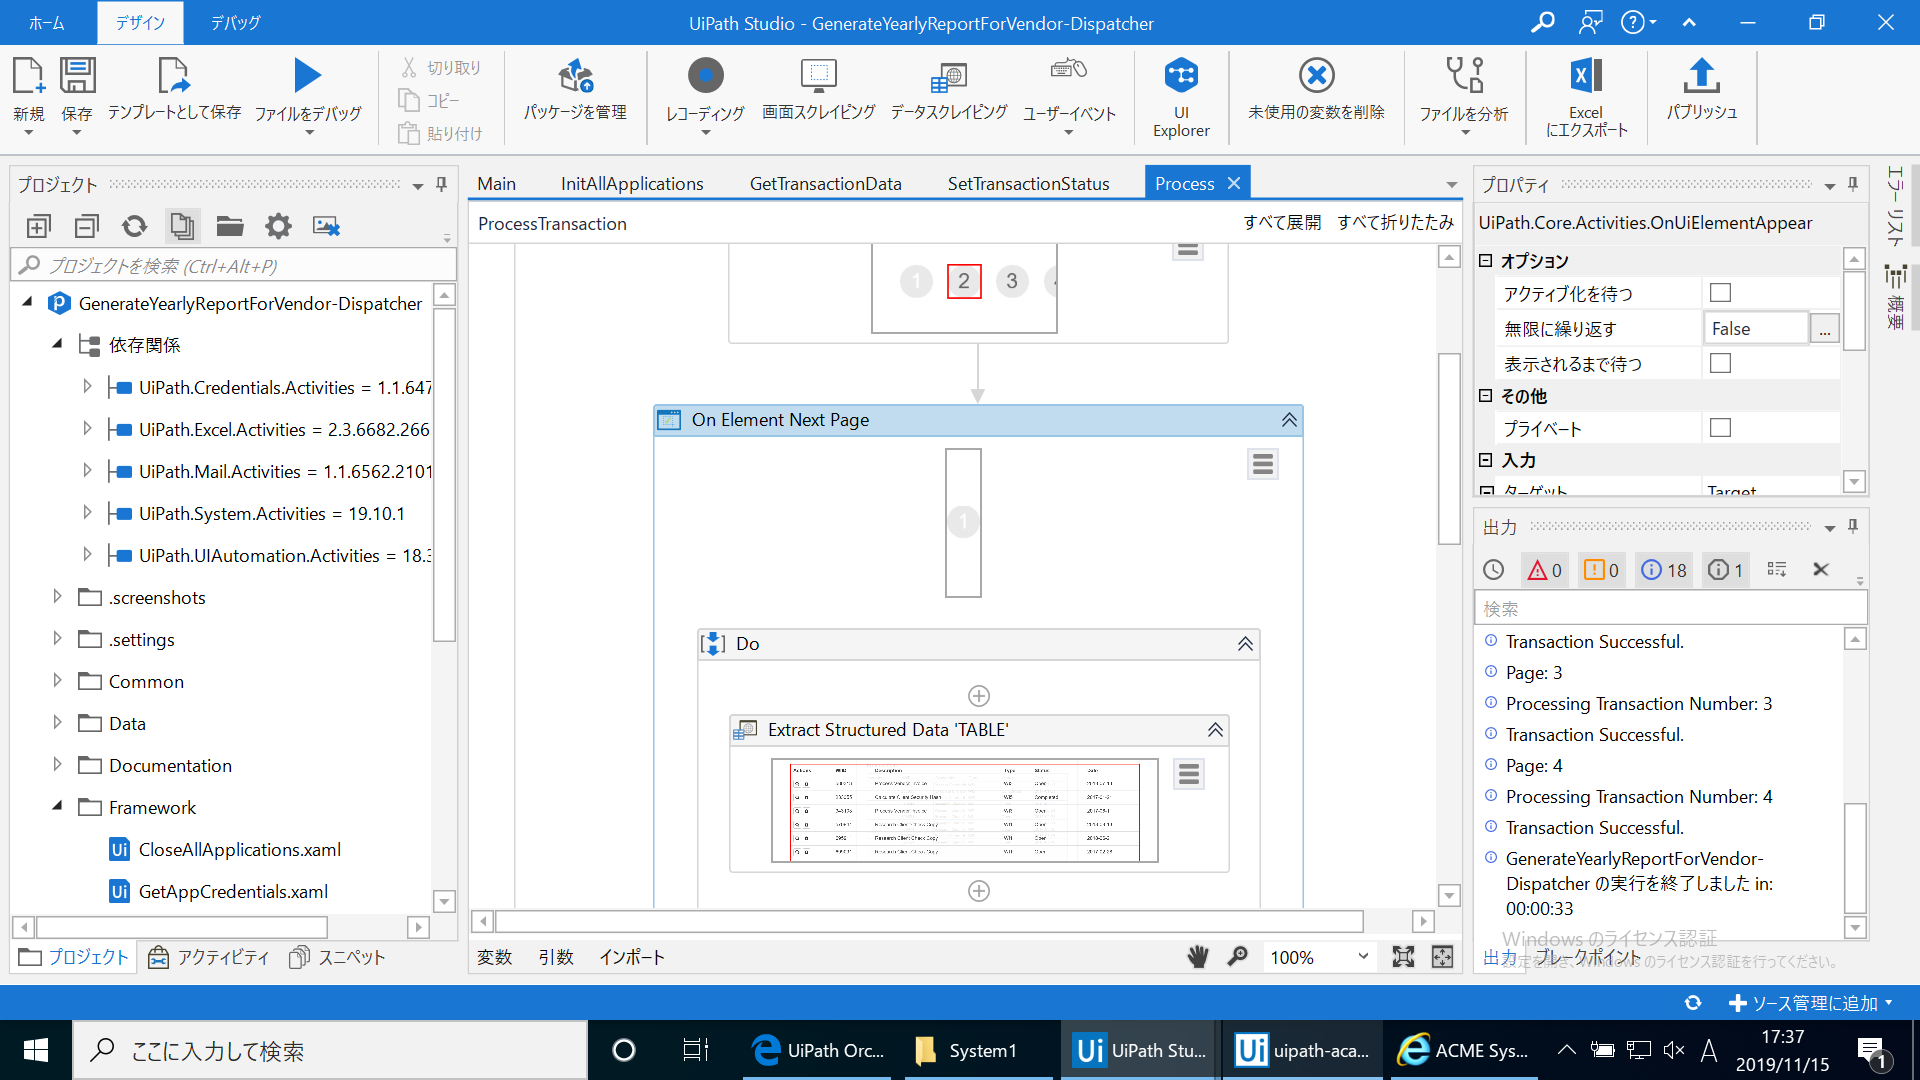 ホーム
デザイン
デバッグ
UiPath Studio - GenerateYearlyReportForVendor-Dispatcher
新規
保存
テンプレートとして保存
ファイルをデバッグ
切り取り
コピー
貼り付け
パッケージを管理
レコーディング
画面スクレイピング
データスクレイピング
ユーザーイベント
UI
Explorer
未使用の変数を削除
ファイルを分析
Excel
にエクスポート
パブリッシュ
プロジェクト
プロジェクトを検索 (Ctrl+Alt+P)
GenerateYearlyReportForVendor-Dispatcher
依存関係
UiPath.Credentials.Activities = 1.1.647
UiPath.Excel.Activities = 2.3.6682.266
UiPath.Mail.Activities = 1.1.6562.2101
UiPath.System.Activities = 19.10.1
UiPath.UIAutomation.Activities = 18.3
.screenshots
.settings
Common
Data
Documentation
Framework
CloseAllApplications.xaml
GetAppCredentials.xaml
プロジェクト
アクティビティ
スニペット
Main
InitAllApplications
GetTransactionData
SetTransactionStatus
Process
ProcessTransaction
すべて展開
すべて折りたたみ
1
2
3
On Element Next Page
1
Do
Extract Structured Data 'TABLE'
Actions WIID Description Type Status Date
変数
引数
インポート
100%
プロパティ
UiPath.Core.Activities.OnUiElementAppear
オプション
アクティブ化を待つ
無限に繰り返す
False
...
表示されるまで待つ
その他
プライベート
入力
ターゲット
Target
出力
0
0
18
1
検索
Transaction Successful.
Page: 3
Processing Transaction Number: 3
Transaction Successful.
Page: 4
Processing Transaction Number: 4
Transaction Successful.
GenerateYearlyReportForVendor-
Dispatcher の実行を終了しました in:
00:00:33
Windows のライセンス認証
設定を開き、Windows のライセンス認証を行ってください。
出力
ブレークポイント
エラー リスト
概要
ソース管理に追加
ここに入力して検索
UiPath Orc...
System1
UiPath Stu...
uipath-aca...
ACME Sys...
A
17:37
2019/11/15
1